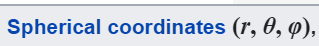 Spherical coordinates (r, θ, φ),